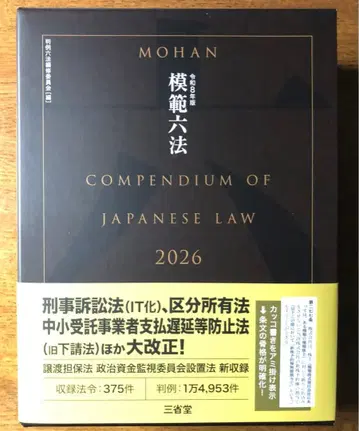 MOHAN
令和8年版
模範六法
判例六法編修委員会[編]
COMPENDIUM OF
JAPANESE LAW
2026
刑事訴訟法(IT化)、区分所有法
中小受託事業者支払遅延等防止法
(旧下請法)ほか 大改正!
譲渡担保法 政治資金監視委員会設置法 新収録
収録法令:375件
判例:1万4,953件
三省堂
カッコ書きをアミ掛け表示
→条文の骨格が明確化!